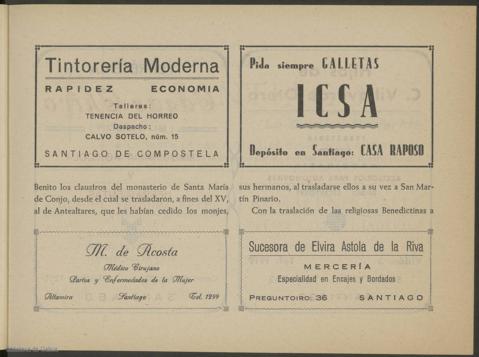 Tintorería Moderna
RAPIDEZ ECONOMIA
Talleres:
TENENCIA DEL HORREO
Despacho:
CALVO SOTELO, núm. 15
SANTIAGO DE COMPOSTELA
Pida siempre GALLETAS
ICSA
Depósito en Santiago: CASA RAPOSO
Benito los claustros del monasterio de Santa María
de Conjo, desde el cual se trasladaron, a fines del XV,
al de Antealtares, que les habían cedido los monjes,
sus hermanos, al trasladarse ellos a su vez a San Mar-
tín Pinario.
Con la traslación de las religiosas Benedictinas a
M. de Acosta
Médico Cirujano
Partos y Enfermedades de la Mujer
Altamira Santiago Tel. 1299
Sucesora de Elvira Astola de la Riva
MERCERÍA
Especialidad en Encajes y Bordados
PREGUNTOIRO, 36 SANTIAGO